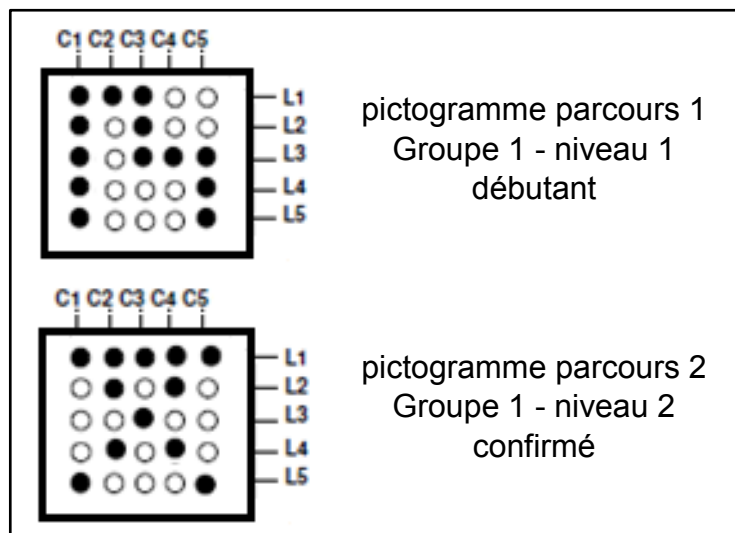 C1 C2 C3 C4 C5
L1
L2
L3
L4
L5
pictogramme parcours 1
Groupe 1 - niveau 1
débutant
C1 C2 C3 C4 C5
L1
L2
L3
L4
L5
pictogramme parcours 2
Groupe 1 - niveau 2
confirmé